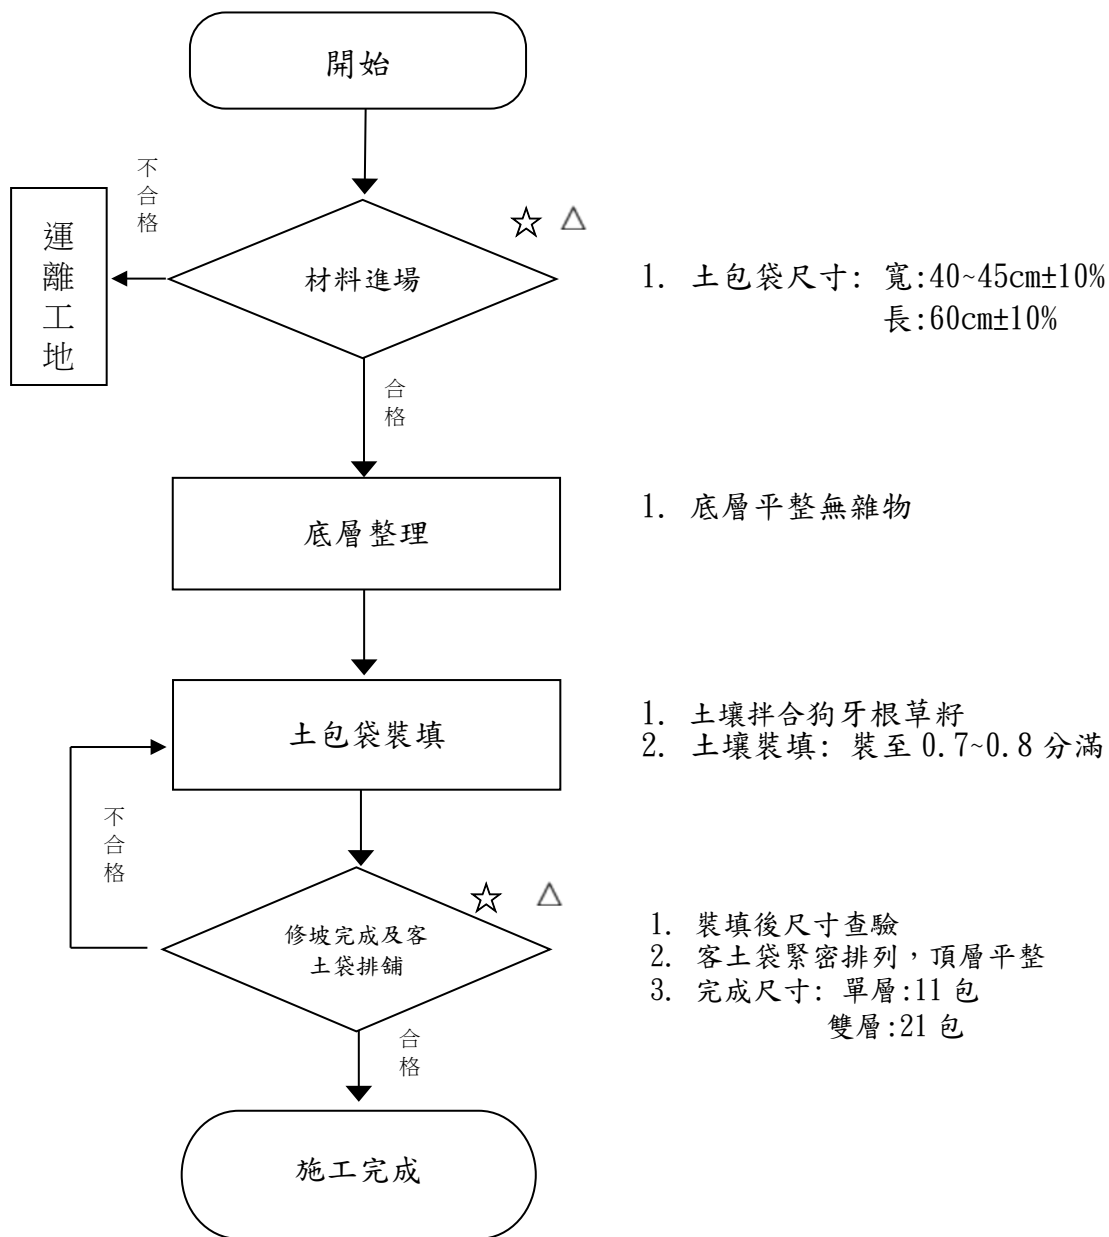 開始
不合格
運離工地
☆ △
材料進場
1. 土包袋尺寸: 寬:40~45cm±10%
長:60cm±10%
合格
底層整理
1. 底層平整無雜物
土包袋裝填
1. 土壤拌合狗牙根草籽
2. 土壤裝填: 裝至 0.7~0.8 分滿
不合格
☆ △
修坡完成及客
土袋排舖
1. 裝填後尺寸查驗
2. 客土袋緊密排列，頂層平整
3. 完成尺寸: 單層:11 包
雙層:21 包
合格
施工完成